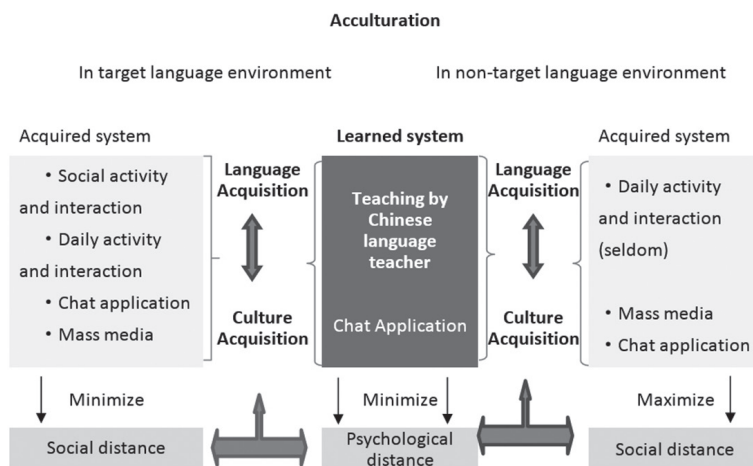 Acculturation
In target language environment
In non-target language environment
Acquired system
• Social activity
and interaction
• Daily activity
and interaction
• Chat application
• Mass media
Language
Acquisition
Culture
Acquisition
Learned system
Teaching by
Chinese
language
teacher
Chat Application
Language
Acquisition
Culture
Acquisition
Acquired system
• Daily activity
and interaction
(seldom)
• Mass media
• Chat application
Minimize
Minimize
Maximize
Social distance
Psychological
distance
Social distance